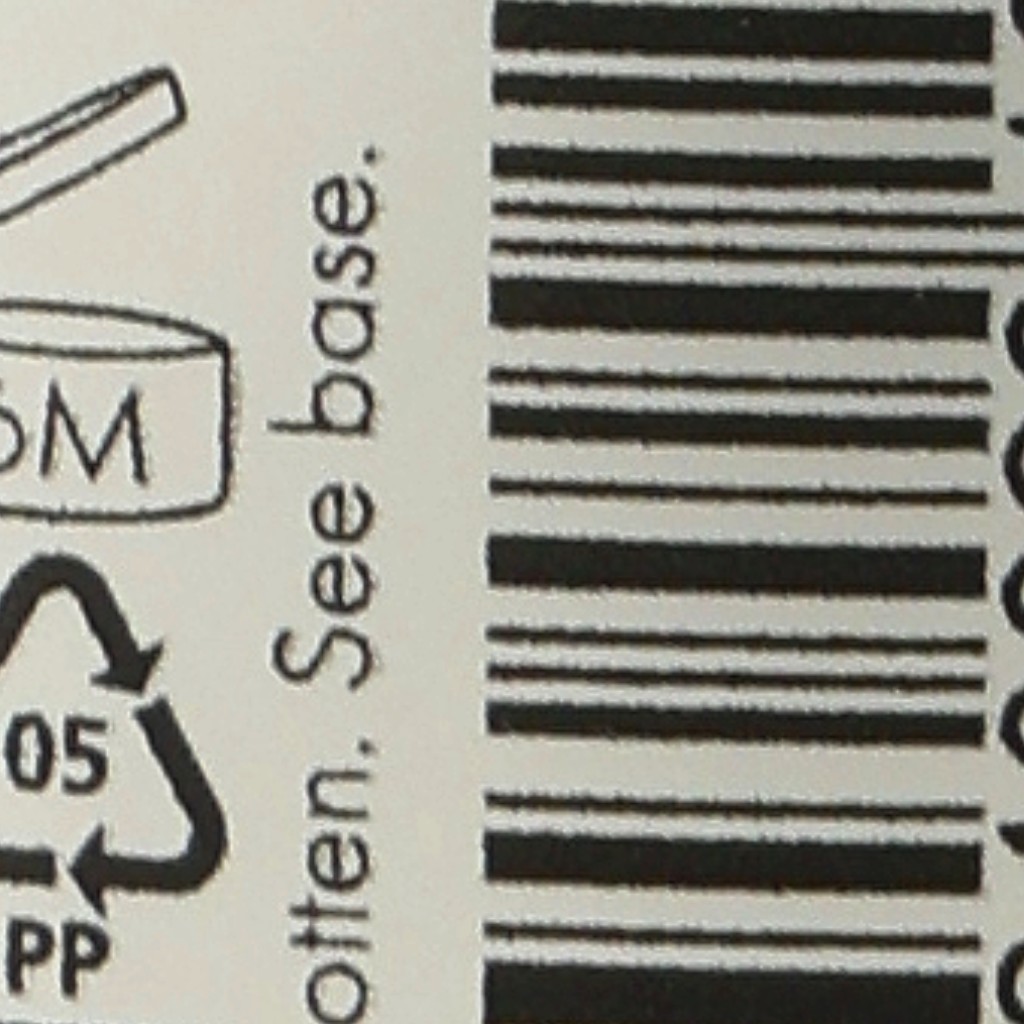 6M
05
PP
otten. See base.